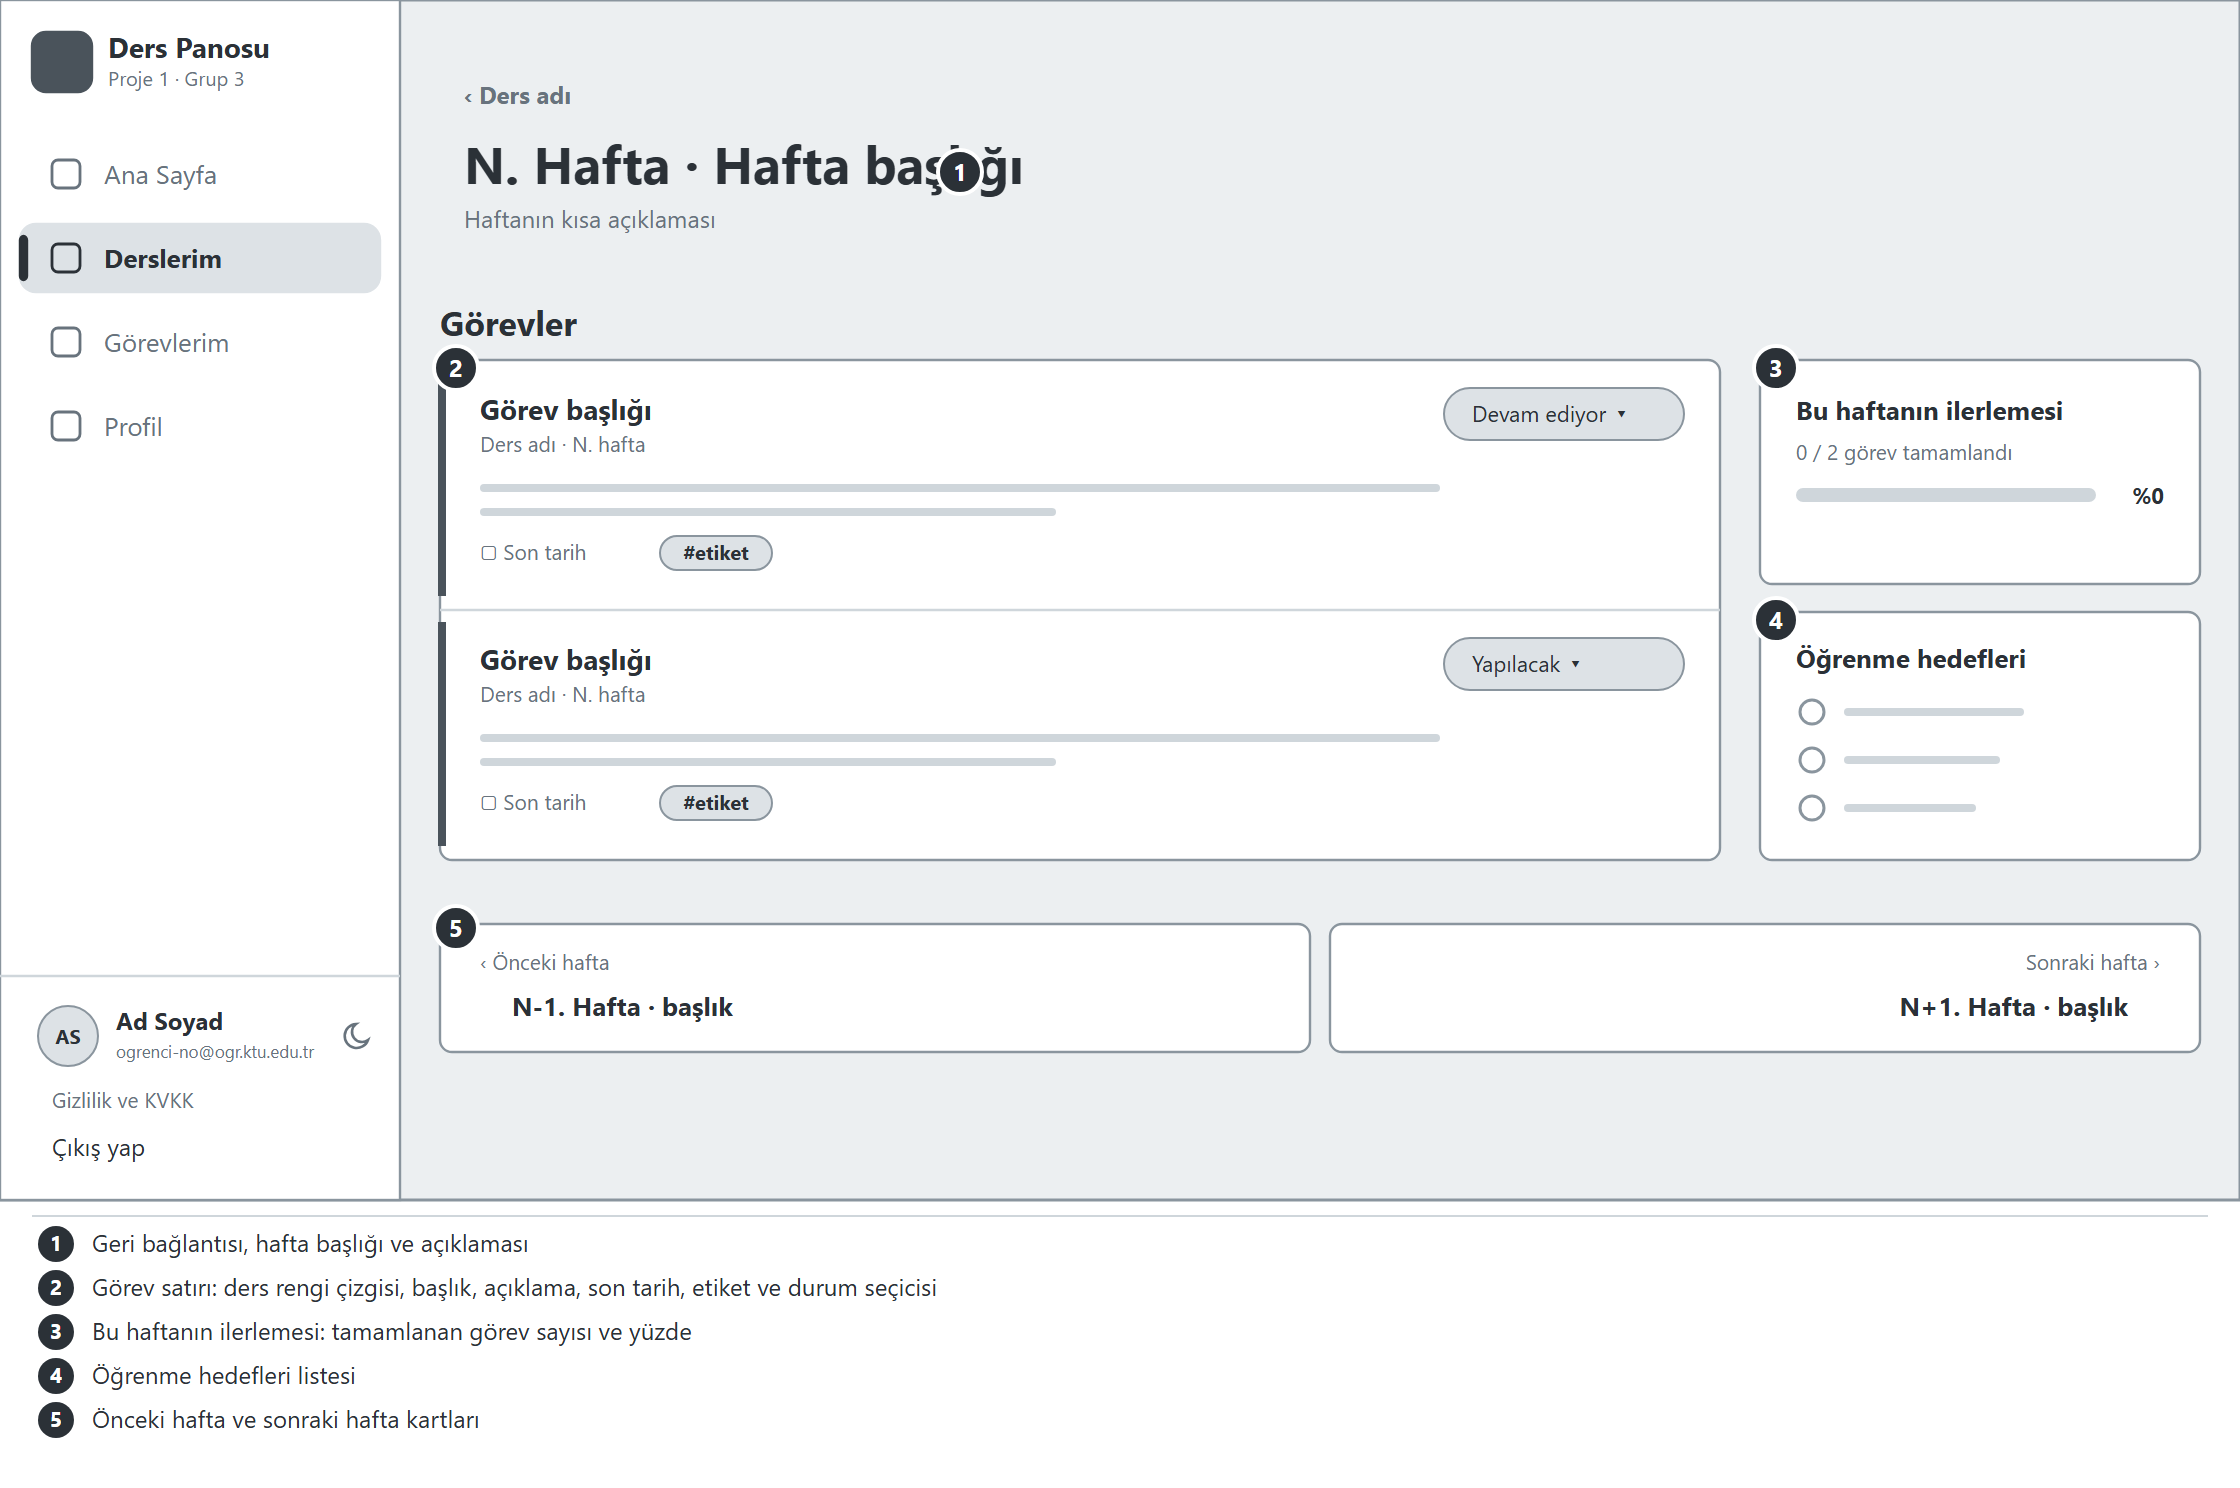 Ders Panosu
Proje 1 · Grup 3
Ana Sayfa
Derslerim
Görevlerim
Profil
AS
Ad Soyad
ogrenci-no@ogr.ktu.edu.tr
Gizlilik ve KVKK
Çıkış yap
‹ Ders adı
N. Hafta · Hafta başlığı
1
Haftanın kısa açıklaması
Görevler
2
Görev başlığı
Devam ediyor ▾
Ders adı · N. hafta
▢ Son tarih
#etiket
Görev başlığı
Yapılacak ▾
Ders adı · N. hafta
▢ Son tarih
#etiket
3
Bu haftanın ilerlemesi
0 / 2 görev tamamlandı
%0
4
Öğrenme hedefleri
5
‹ Önceki hafta
N-1. Hafta · başlık
Sonraki hafta ›
N+1. Hafta · başlık
1 Geri bağlantısı, hafta başlığı ve açıklaması
2 Görev satırı: ders rengi çizgisi, başlık, açıklama, son tarih, etiket ve durum seçicisi
3 Bu haftanın ilerlemesi: tamamlanan görev sayısı ve yüzde
4 Öğrenme hedefleri listesi
5 Önceki hafta ve sonraki hafta kartları